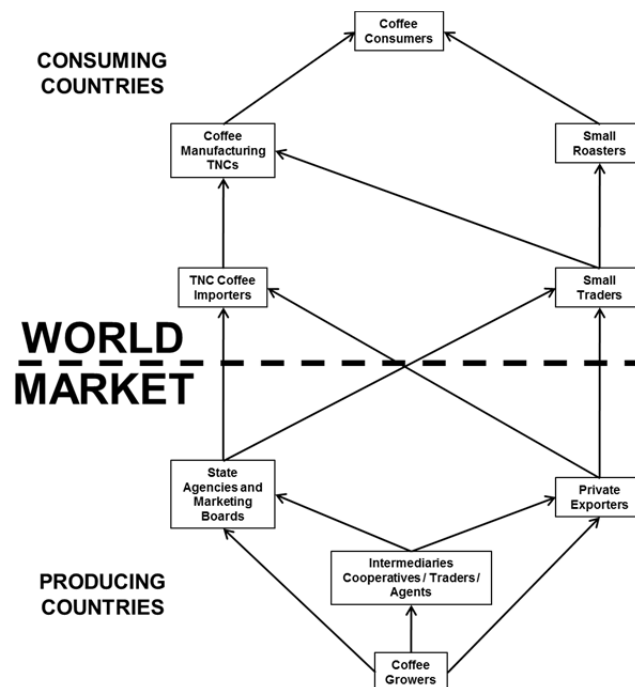 Coffee
Consumers
CONSUMING
COUNTRIES
Coffee
Manufacturing
TNCs
Small
Roasters
TNC Coffee
Importers
Small
Traders
WORLD
MARKET
State
Agencies and
Marketing
Boards
Private
Exporters
Intermediaries
Cooperatives / Traders /
Agents
PRODUCING
COUNTRIES
Coffee
Growers